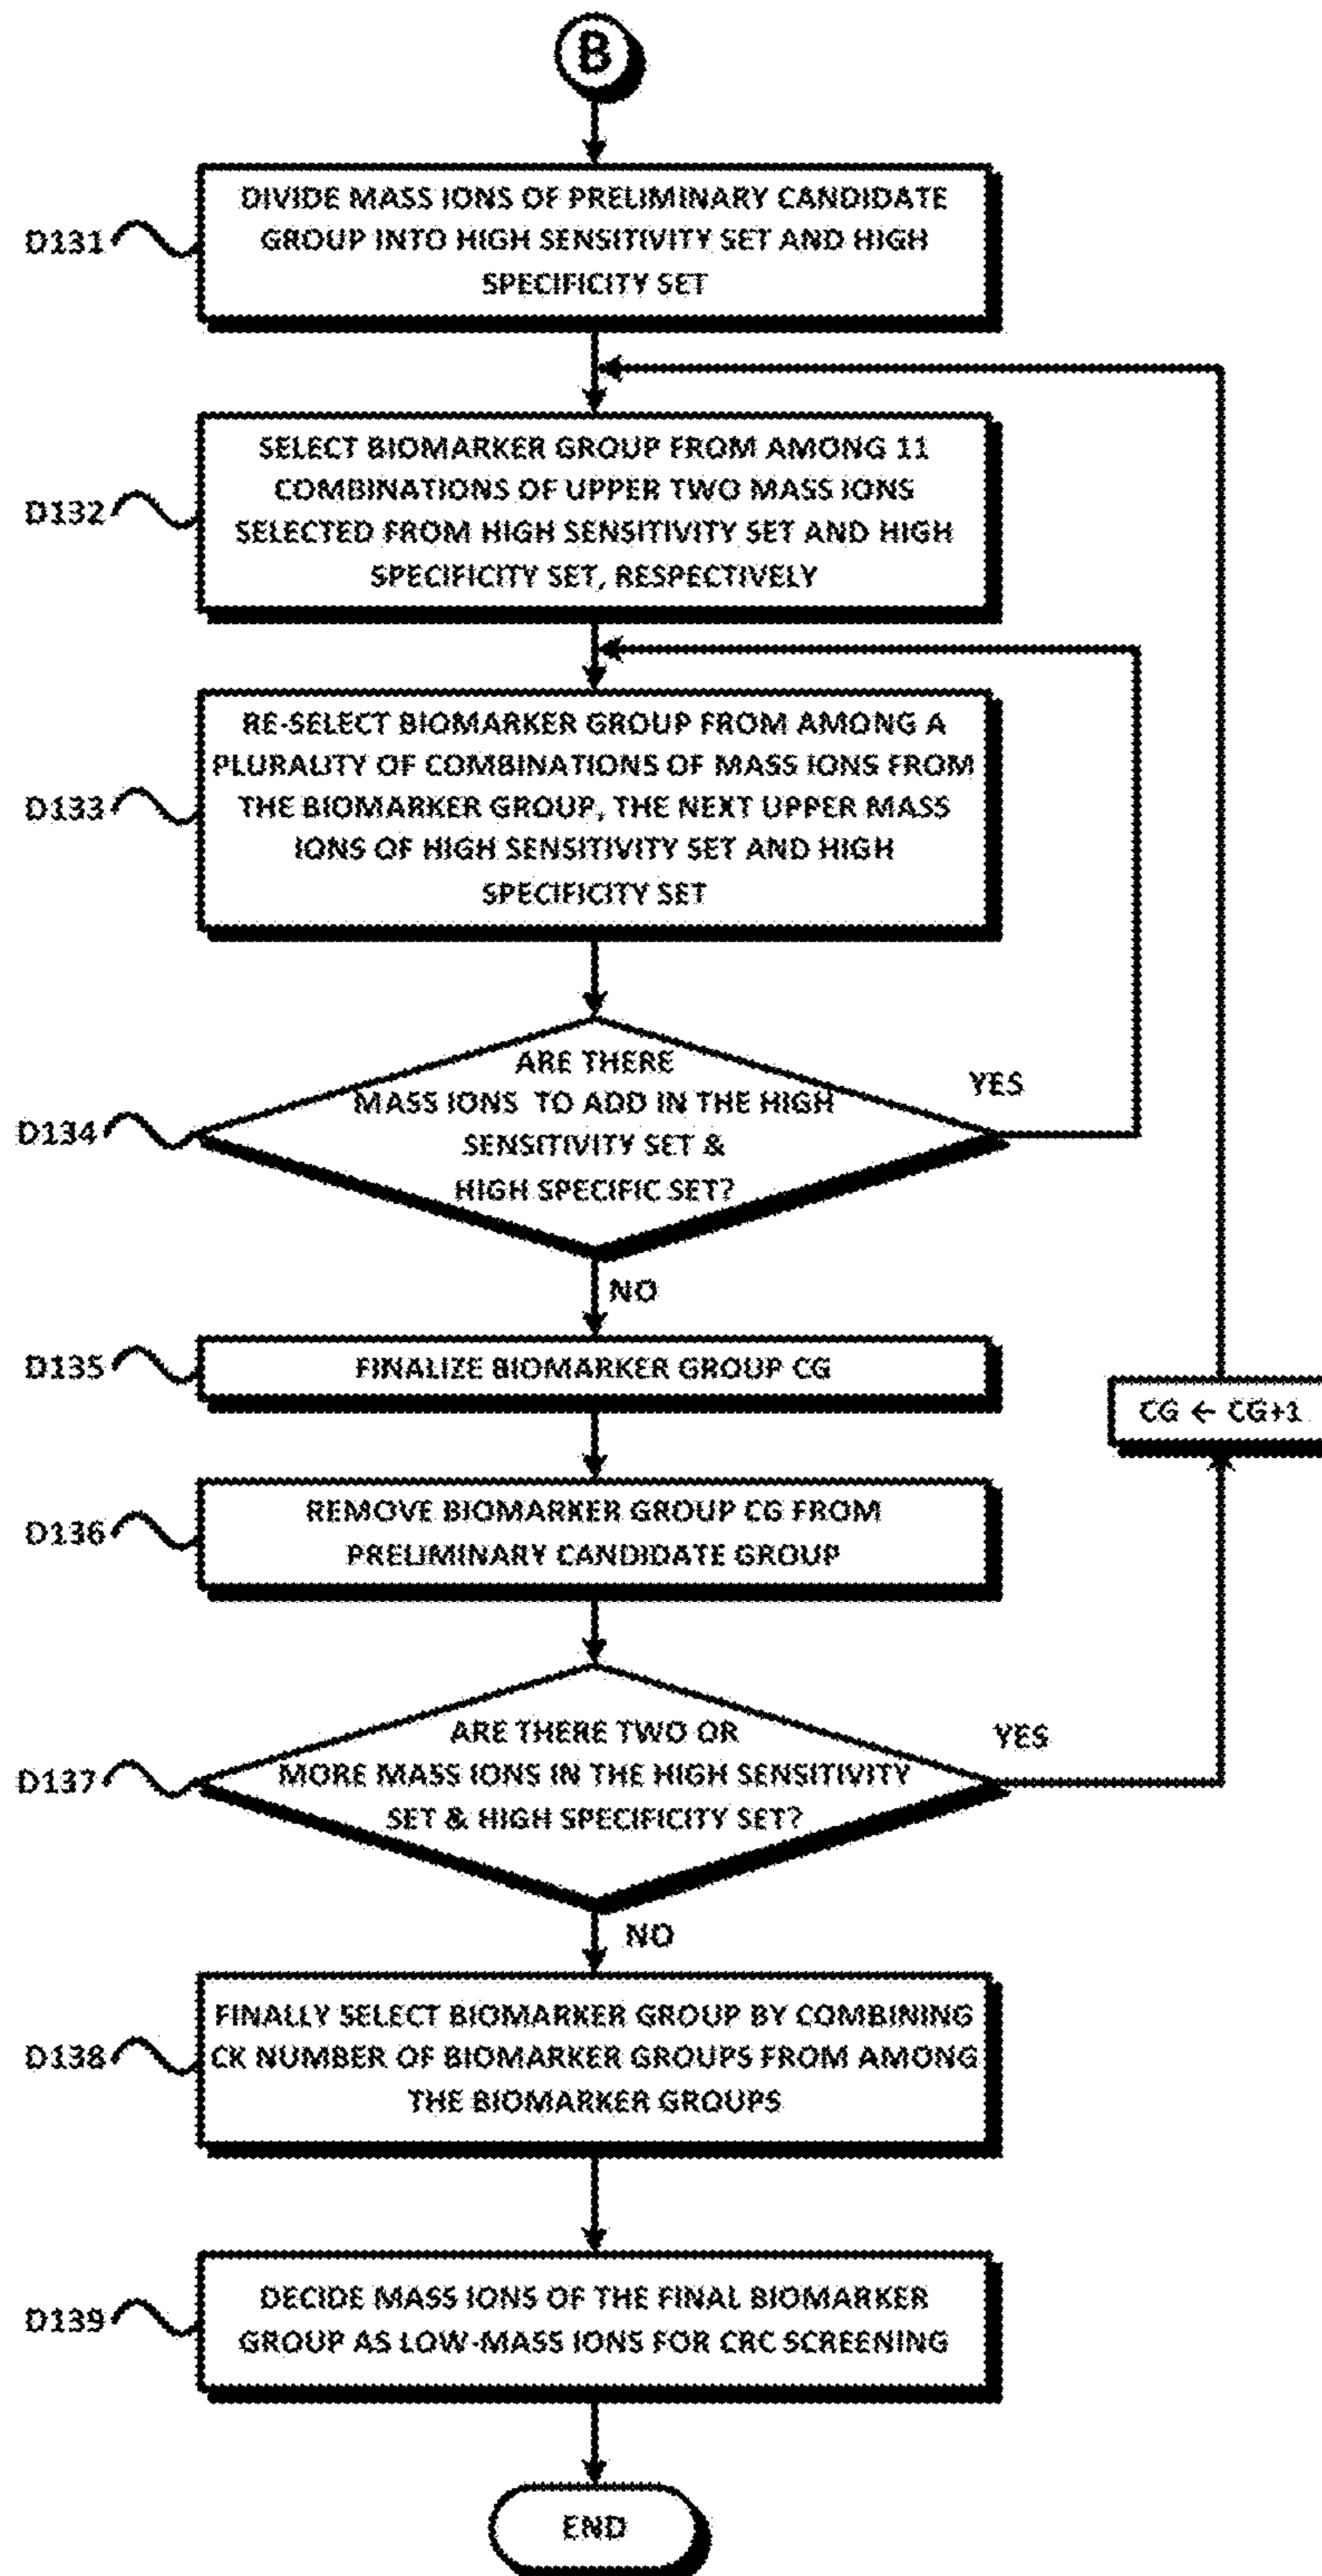 B
D131
DIVIDE MASS IONS OF PRELIMINARY CANDIDATE
GROUP INTO HIGH SENSITIVITY SET AND HIGH
SPECIFICITY SET
D132
SELECT BIOMARKER GROUP FROM AMONG 11
COMBINATIONS OF UPPER TWO MASS IONS
SELECTED FROM HIGH SENSITIVITY SET AND HIGH
SPECIFICITY SET, RESPECTIVELY
D133
RE-SELECT BIOMARKER GROUP FROM AMONG A
PLURALITY OF COMBINATIONS OF MASS IONS FROM
THE BIOMARKER GROUP, THE NEXT UPPER MASS
IONS OF HIGH SENSITIVITY SET AND HIGH
SPECIFICITY SET
D134
ARE THERE
MASS IONS TO ADD IN THE HIGH
SENSITIVITY SET &
HIGH SPECIFIC SET?
YES
NO
D135
FINALIZE BIOMARKER GROUP CG
CG ← CG+1
D136
REMOVE BIOMARKER GROUP CG FROM
PRELIMINARY CANDIDATE GROUP
D137
ARE THERE TWO OR
MORE MASS IONS IN THE HIGH SENSITIVITY
SET & HIGH SPECIFICITY SET?
YES
NO
D138
FINALLY SELECT BIOMARKER GROUP BY COMBINING
CK NUMBER OF BIOMARKER GROUPS FROM AMONG
THE BIOMARKER GROUPS
D139
DECIDE MASS IONS OF THE FINAL BIOMARKER
GROUP AS LOW-MASS IONS FOR CRC SCREENING
END